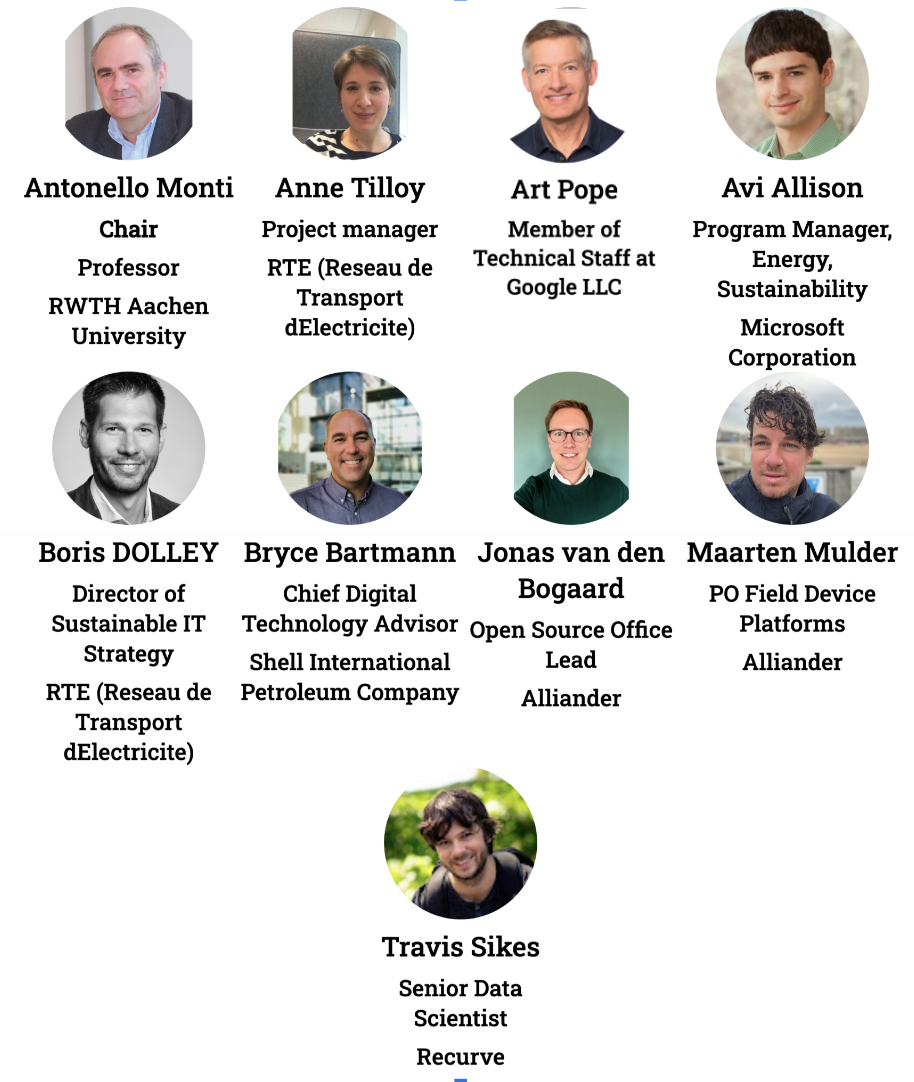 Antonello Monti
Chair
Professor
RWTH Aachen
University
Anne Tilloy
Project manager
RTE (Reseau de
Transport
dElectricite)
Art Pope
Member of
Technical Staff at
Google LLC
Avi Allison
Program Manager,
Energy,
Sustainability
Microsoft
Corporation
Boris DOLLEY
Director of
Sustainable IT
Strategy
RTE (Reseau de
Transport
dElectricite)
Bryce Bartmann
Chief Digital
Technology Advisor
Shell International
Petroleum Company
Jonas van den
Bogaard
Open Source Office
Lead
Alliander
Maarten Mulder
PO Field Device
Platforms
Alliander
Travis Sikes
Senior Data
Scientist
Recurve